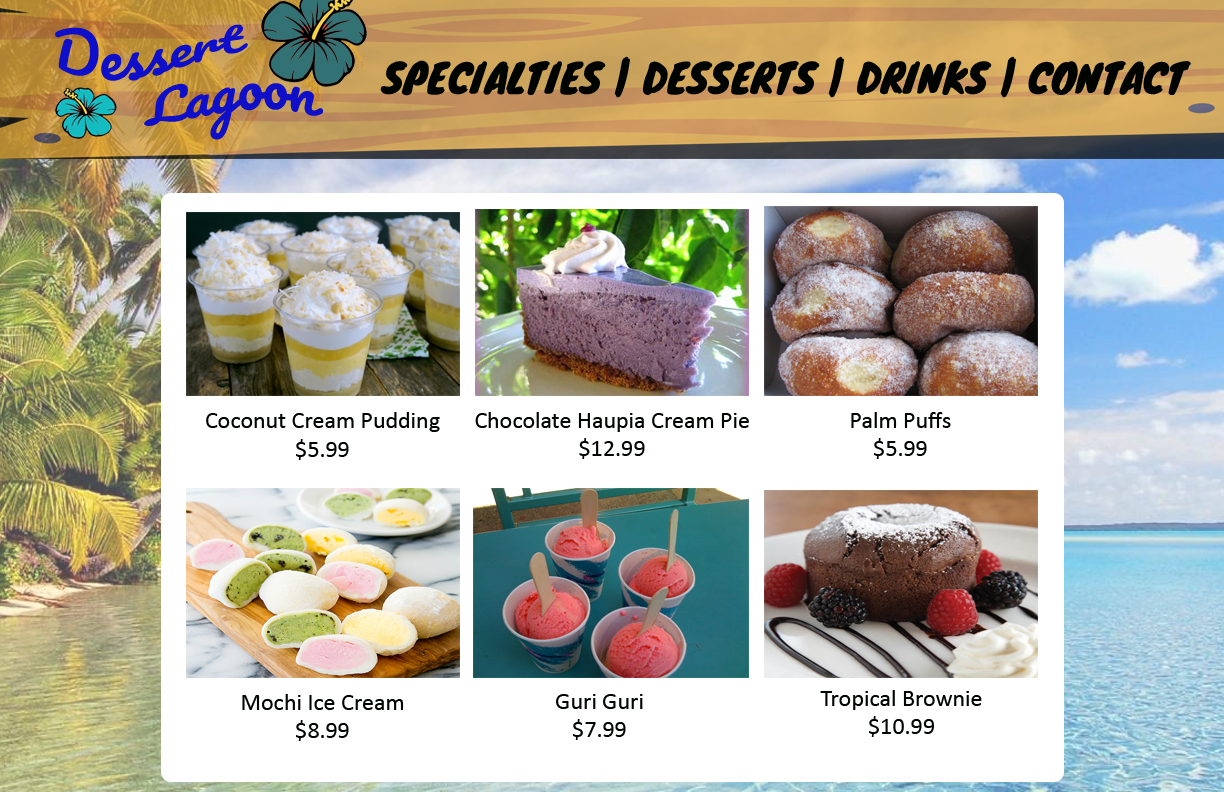 Dessert
Lagoon
SPECIALTIES | DESSERTS | DRINKS | CONTACT
Coconut Cream Pudding
$5.99
Chocolate Haupia Cream Pie
$12.99
Palm Puffs
$5.99
Mochi Ice Cream
$8.99
Guri Guri
$7.99
Tropical Brownie
$10.99